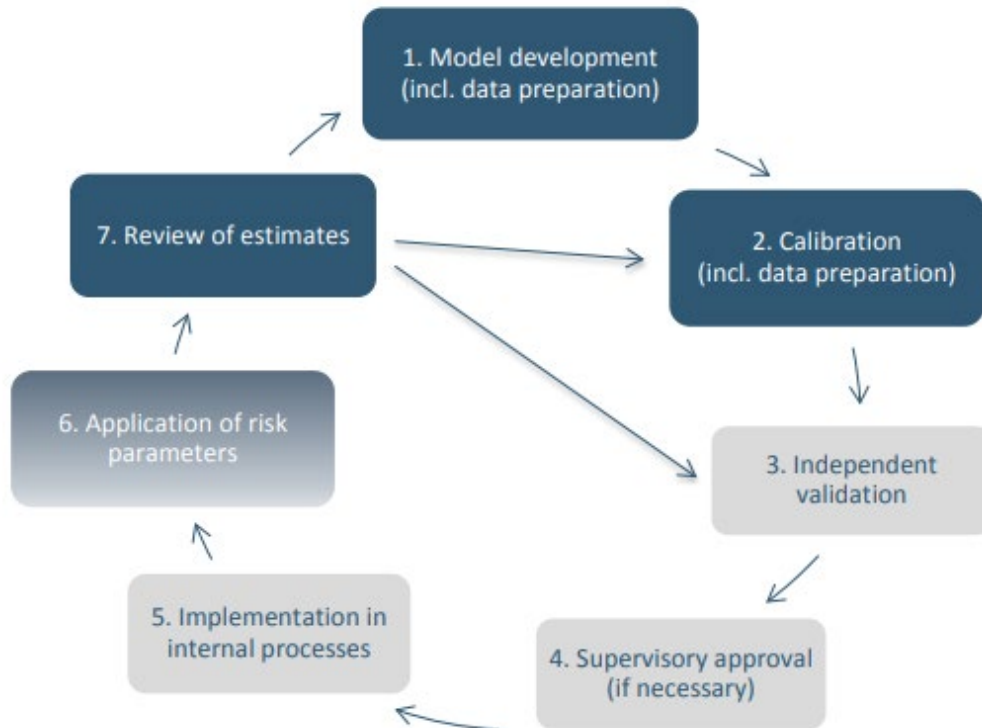 1. Model development
(incl. data preparation)
2. Calibration
(incl. data preparation)
3. Independent
validation
4. Supervisory approval
(if necessary)
5. Implementation in
internal processes
6. Application of risk
parameters
7. Review of estimates